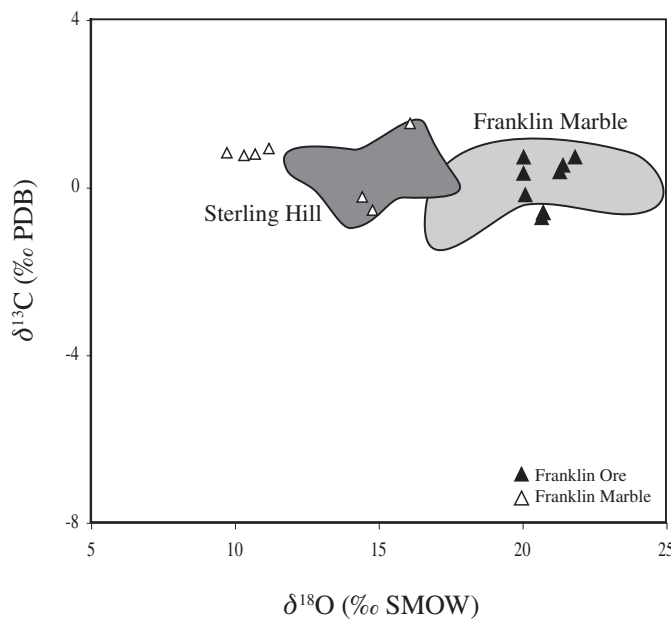 4
Franklin Marble
0
Sterling Hill
δ¹³C (‰ PDB)
-4
▲ Franklin Ore
△ Franklin Marble
-8
5 10 15 20 25
δ¹⁸O (‰ SMOW)